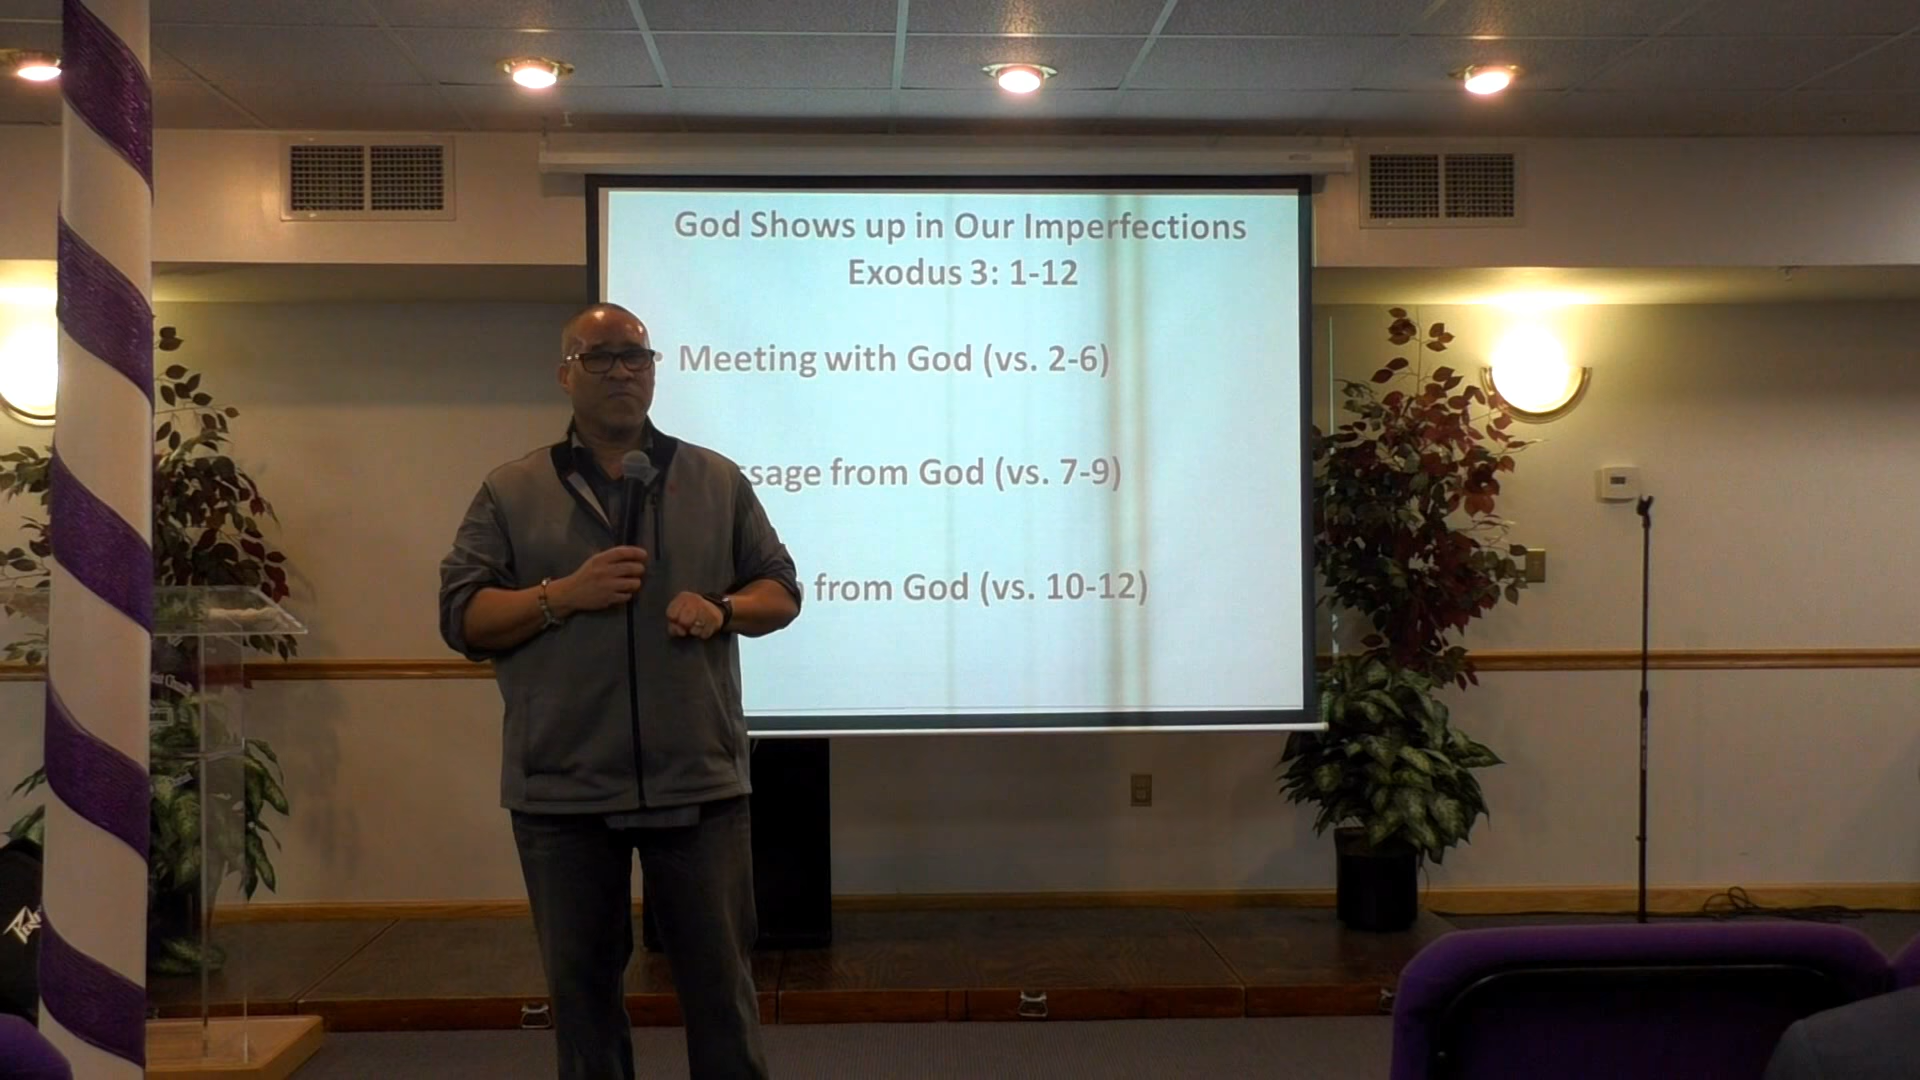 God Shows up in Our Imperfections
Exodus 3: 1-12
• Meeting with God (vs. 2-6)
ssage from God (vs. 7-9)
from God (vs. 10-12)